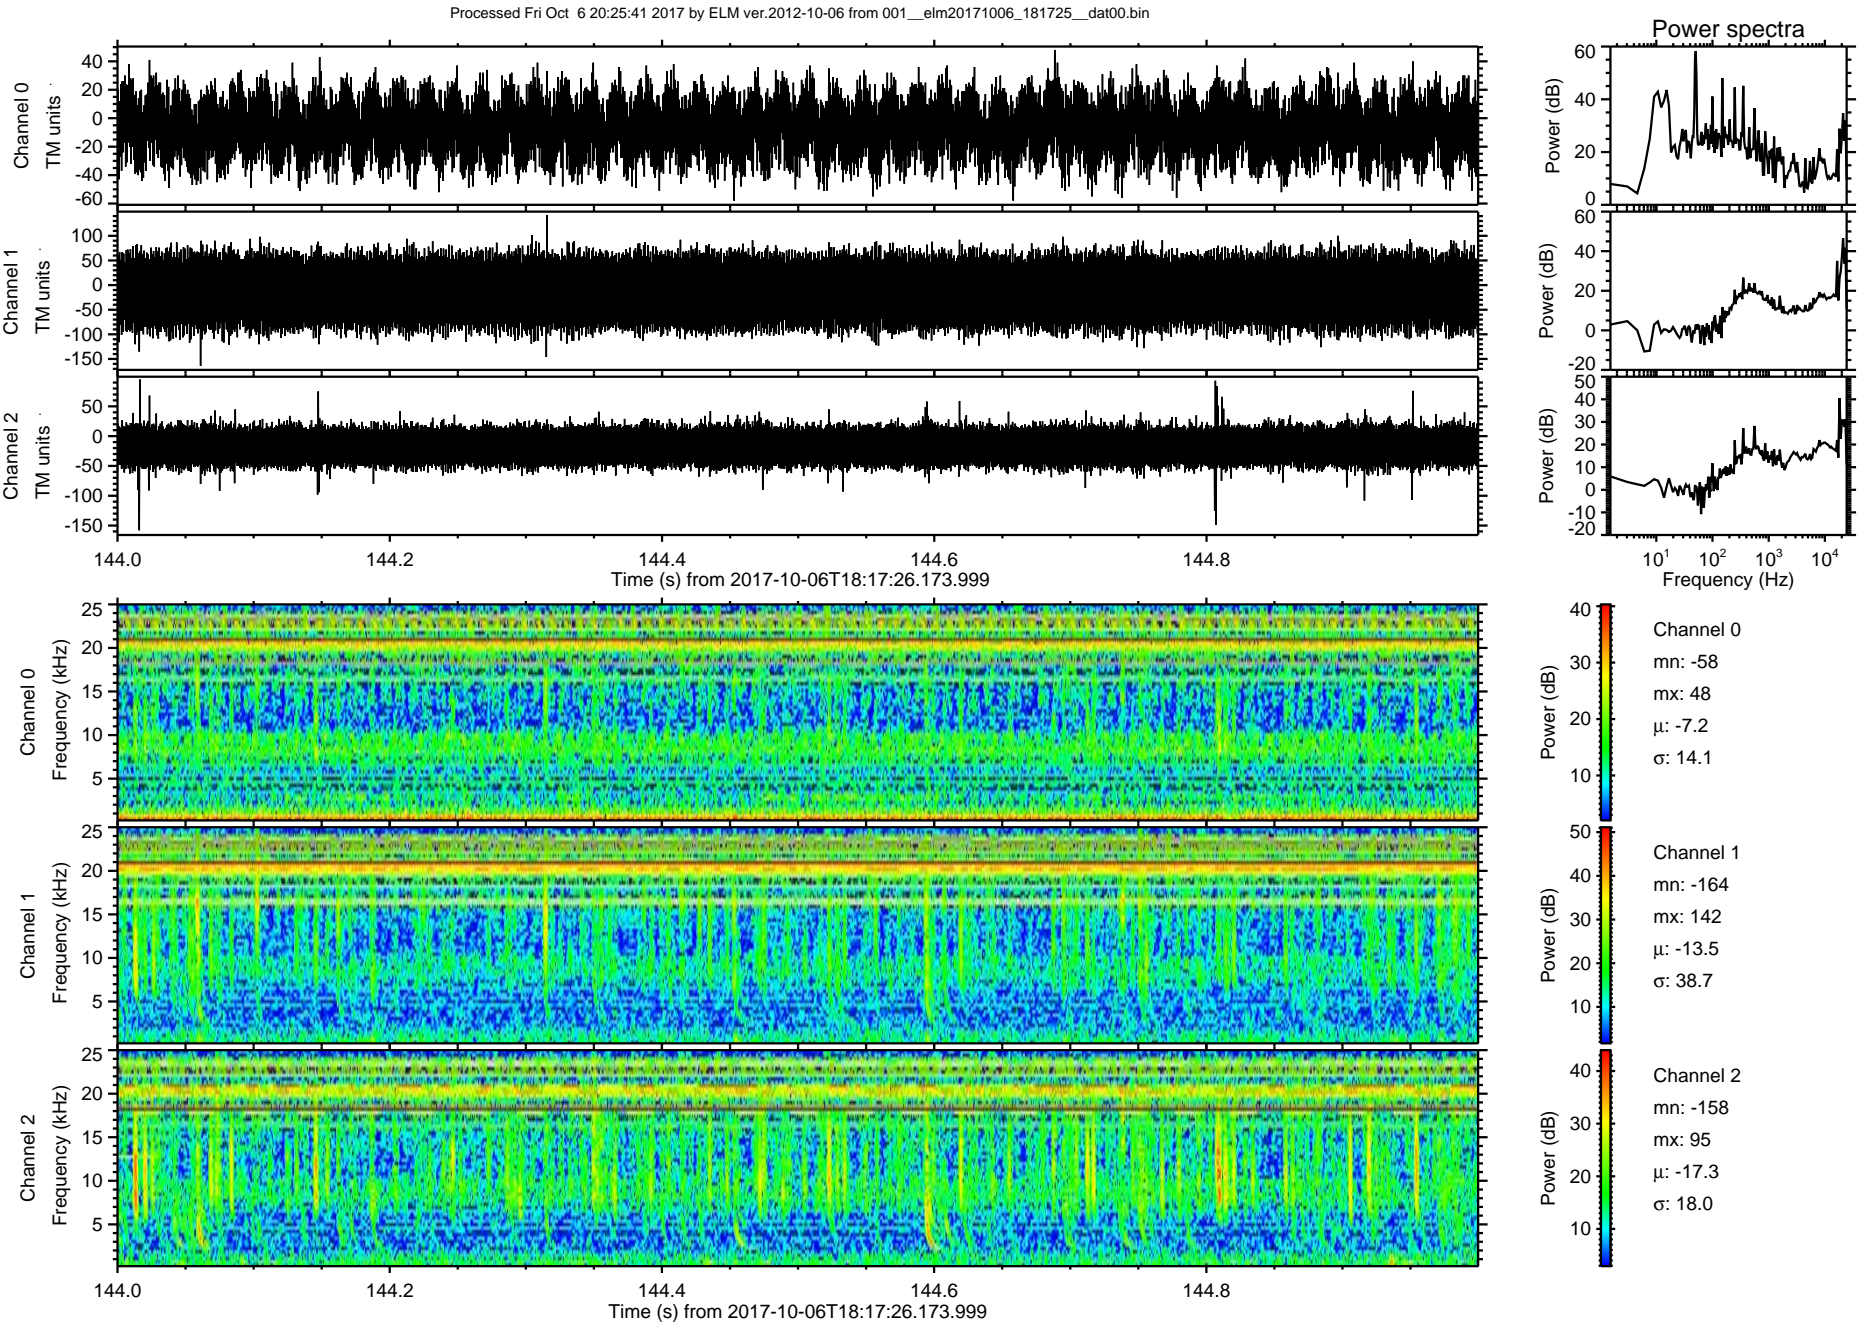 Processed Fri Oct  6 20:25:41 2017 by ELM ver.2012-10-06 from 001__elm20171006_181725__dat00.bin
Power spectra
Channel 0
TM units
40
20
0
-20
-40
-60
Power (dB)
60
40
20
0
Channel 1
TM units
100
50
0
-50
-100
-150
Power (dB)
60
40
20
0
-20
Channel 2
TM units
50
0
-50
-100
-150
Power (dB)
50
40
30
20
10
0
-10
-20
144.0 144.2 144.4 144.6 144.8
Time (s) from 2017-10-06T18:17:26.173.999
10^1 10^2 10^3 10^4
Frequency (Hz)
Channel 0
Frequency (kHz)
25
20
15
10
5
Power (dB)
40
30
20
10
Channel 0
mn: -58
mx: 48
µ: -7.2
σ: 14.1
Channel 1
Frequency (kHz)
25
20
15
10
5
Power (dB)
50
40
30
20
10
Channel 1
mn: -164
mx: 142
µ: -13.5
σ: 38.7
Channel 2
Frequency (kHz)
25
20
15
10
5
Power (dB)
40
30
20
10
Channel 2
mn: -158
mx: 95
µ: -17.3
σ: 18.0
144.0 144.2 144.4 144.6 144.8
Time (s) from 2017-10-06T18:17:26.173.999